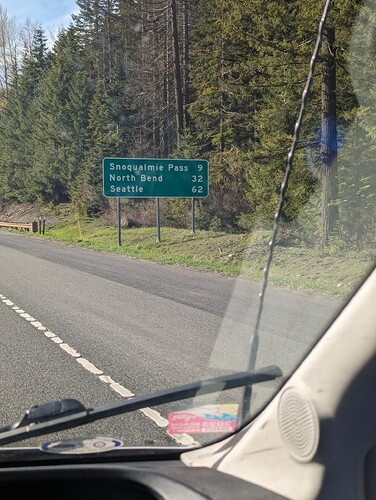 Snoqualmie Pass 9
North Bend 32
Seattle 62